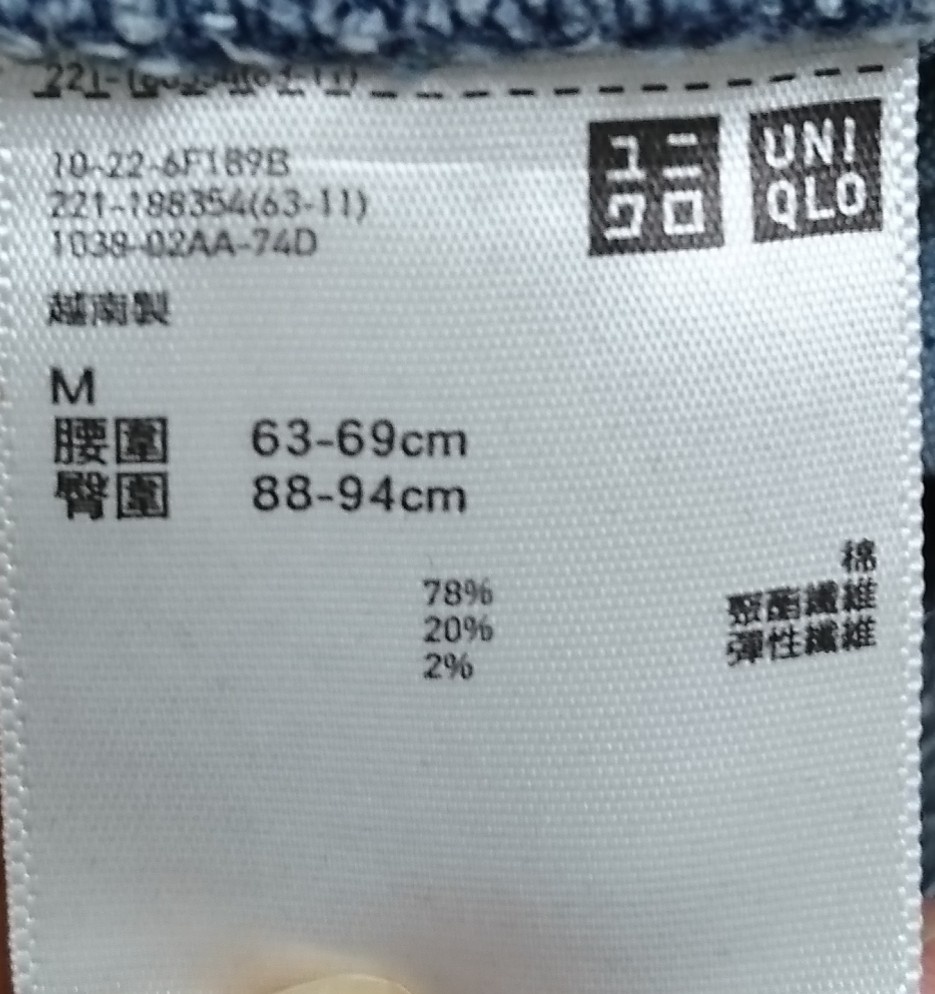 ユニ
クロ
UNI
QLO
10-22-6F189B
221-188354(63-11)
1038-02AA-74D
越南製
M
腰圍 63-69cm
臀圍 88-94cm
78% 棉
20% 聚酯纖維
2% 彈性纖維